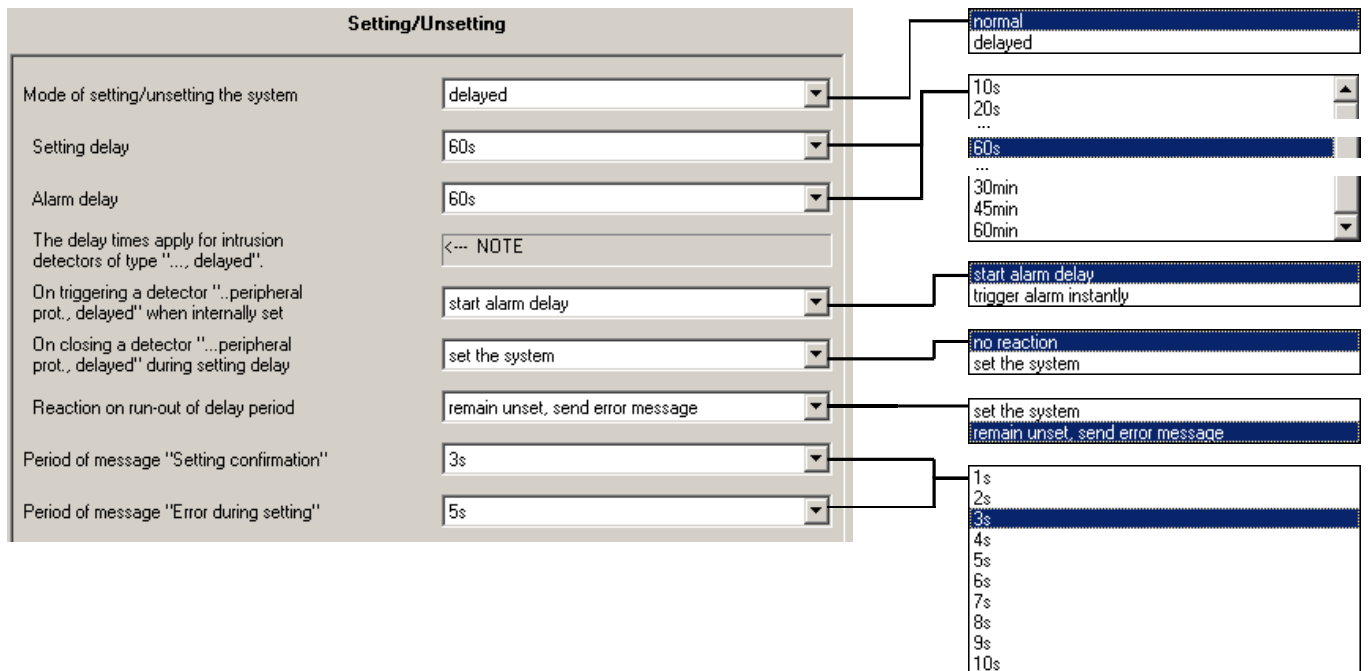 Setting/Unsetting
Mode of setting/unsetting the system
delayed
Setting delay
60s
Alarm delay
60s
The delay times apply for intrusion
detectors of type "..., delayed".
<--- NOTE
On triggering a detector "..peripheral
prot., delayed" when internally set
start alarm delay
On closing a detector "...peripheral
prot., delayed" during setting delay
set the system
Reaction on run-out of delay period
remain unset, send error message
Period of message "Setting confirmation"
3s
Period of message "Error during setting"
5s
normal
delayed
10s
20s
...
60s
...
30min
45min
60min
start alarm delay
trigger alarm instantly
no reaction
set the system
set the system
remain unset, send error message
1s
2s
3s
4s
5s
6s
7s
8s
9s
10s